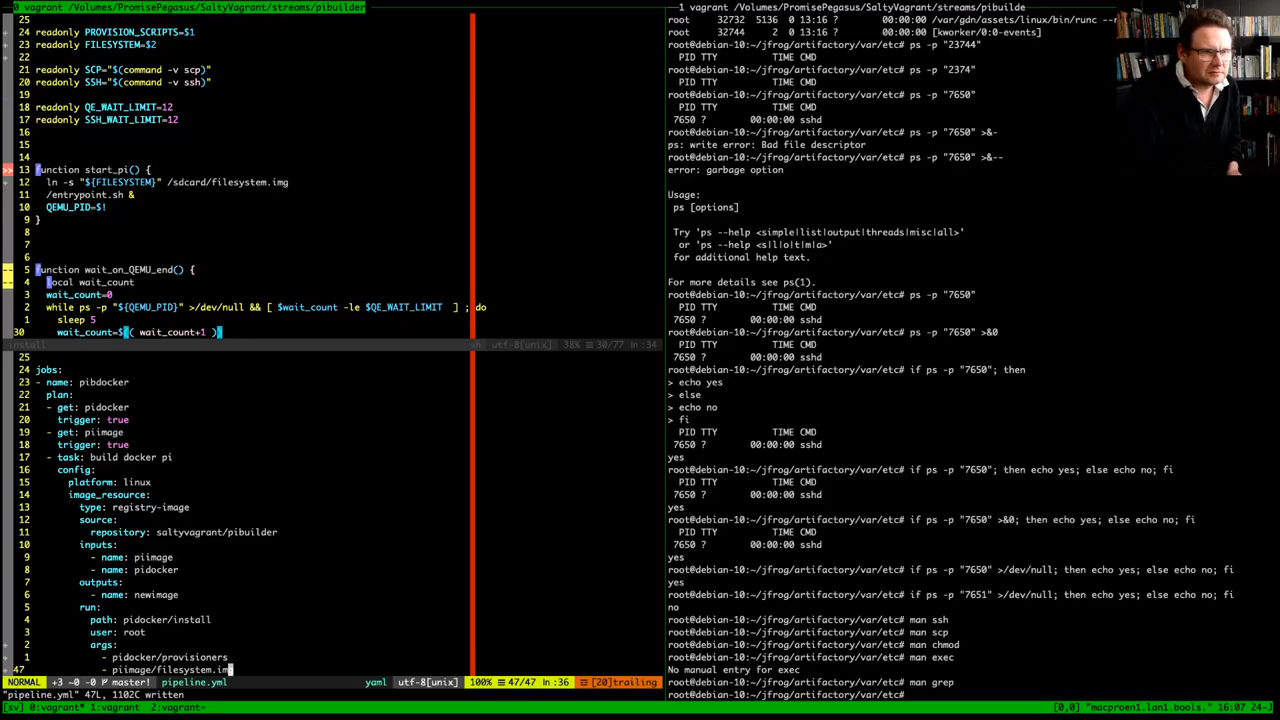 0 vagrant /Volumes/PromisePegasus/SaltyVagrant/streams/pibuilder
25
24 readonly PROVISION_SCRIPTS=$1
23 readonly FILESYSTEM=$2
22
21 readonly SCP="$(command -v scp)"
20 readonly SSH="$(command -v ssh)"
19
18 readonly QE_WAIT_LIMIT=12
17 readonly SSH_WAIT_LIMIT=12
16
15
14
>> 13 function start_pi() {
12 ln -s "${FILESYSTEM}" /sdcard/filesystem.img
11 /entrypoint.sh &
10 QEMU_PID=$!
9 }
8
7
6
5 function wait_on_QEMU_end() {
4 local wait_count
3 wait_count=0
2 while ps -p "${QEMU_PID}" >/dev/null && [ $wait_count -le $QE_WAIT_LIMIT ] ; do
1 sleep 5
30 wait_count=$(( wait_count+1 ))
install sh utf-8[unix] 38% ≡ 30/77 ln:34
25
24 jobs:
23 - name: pibdocker
22 plan:
21 - get: pidocker
20 trigger: true
19 - get: piimage
18 trigger: true
17 - task: build docker pi
16 config:
15 platform: linux
14 image_resource:
13 type: registry-image
12 source:
11 repository: saltyvagrant/pibuilder
10 inputs:
9 - name: piimage
8 - name: pidocker
7 outputs:
6 - name: newimage
5 run:
4 path: pidocker/install
3 user: root
2 args:
1 - pidocker/provisioners
47 - piimage/filesystem.img
NORMAL +3 ~0 -0 master! pipeline.yml yaml utf-8[unix] 100% ≡ 47/47 ln:36 [20]trailing
"pipeline.yml" 47L, 1102C written
1 vagrant /Volumes/PromisePegasus/SaltyVagrant/streams/pibuilde
root 32732 5136 0 13:16 ? 00:00:00 /var/gdn/assets/linux/bin/runc --r
root 32744 2 0 13:16 ? 00:00:00 [kworker/0:0-events]
root@debian-10:~/jfrog/artifactory/var/etc# ps -p "23744"
PID TTY TIME CMD
root@debian-10:~/jfrog/artifactory/var/etc# ps -p "2374"
PID TTY TIME CMD
root@debian-10:~/jfrog/artifactory/var/etc# ps -p "7650"
PID TTY TIME CMD
7650 ? 00:00:00 sshd
root@debian-10:~/jfrog/artifactory/var/etc# ps -p "7650" >&-
ps: write error: Bad file descriptor
root@debian-10:~/jfrog/artifactory/var/etc# ps -p "7650" >&--
error: garbage option

Usage:
ps [options]

Try 'ps --help <simple|list|output|threads|misc|all>'
or 'ps --help <s|l|o|t|m|a>'
for additional help text.

For more details see ps(1).
root@debian-10:~/jfrog/artifactory/var/etc# ps -p "7650"
PID TTY TIME CMD
7650 ? 00:00:00 sshd
root@debian-10:~/jfrog/artifactory/var/etc# ps -p "7650" >&0
PID TTY TIME CMD
7650 ? 00:00:00 sshd
root@debian-10:~/jfrog/artifactory/var/etc# if ps -p "7650"; then
> echo yes
> else
> echo no
> fi
PID TTY TIME CMD
7650 ? 00:00:00 sshd
yes
root@debian-10:~/jfrog/artifactory/var/etc# if ps -p "7650"; then echo yes; else echo no; fi
PID TTY TIME CMD
7650 ? 00:00:00 sshd
yes
root@debian-10:~/jfrog/artifactory/var/etc# if ps -p "7650" >&0; then echo yes; else echo no; fi
PID TTY TIME CMD
7650 ? 00:00:00 sshd
yes
root@debian-10:~/jfrog/artifactory/var/etc# if ps -p "7650" >/dev/null; then echo yes; else echo no; fi
yes
root@debian-10:~/jfrog/artifactory/var/etc# if ps -p "7651" >/dev/null; then echo yes; else echo no; fi
no
root@debian-10:~/jfrog/artifactory/var/etc# man ssh
root@debian-10:~/jfrog/artifactory/var/etc# man scp
root@debian-10:~/jfrog/artifactory/var/etc# man chmod
root@debian-10:~/jfrog/artifactory/var/etc# man exec
No manual entry for exec
root@debian-10:~/jfrog/artifactory/var/etc# man grep
root@debian-10:~/jfrog/artifactory/var/etc#
[sv] 0:vagrant* 1:vagrant 2:vagrant- [0,0] "macproen1.lan1.bools." 16:07 24-J